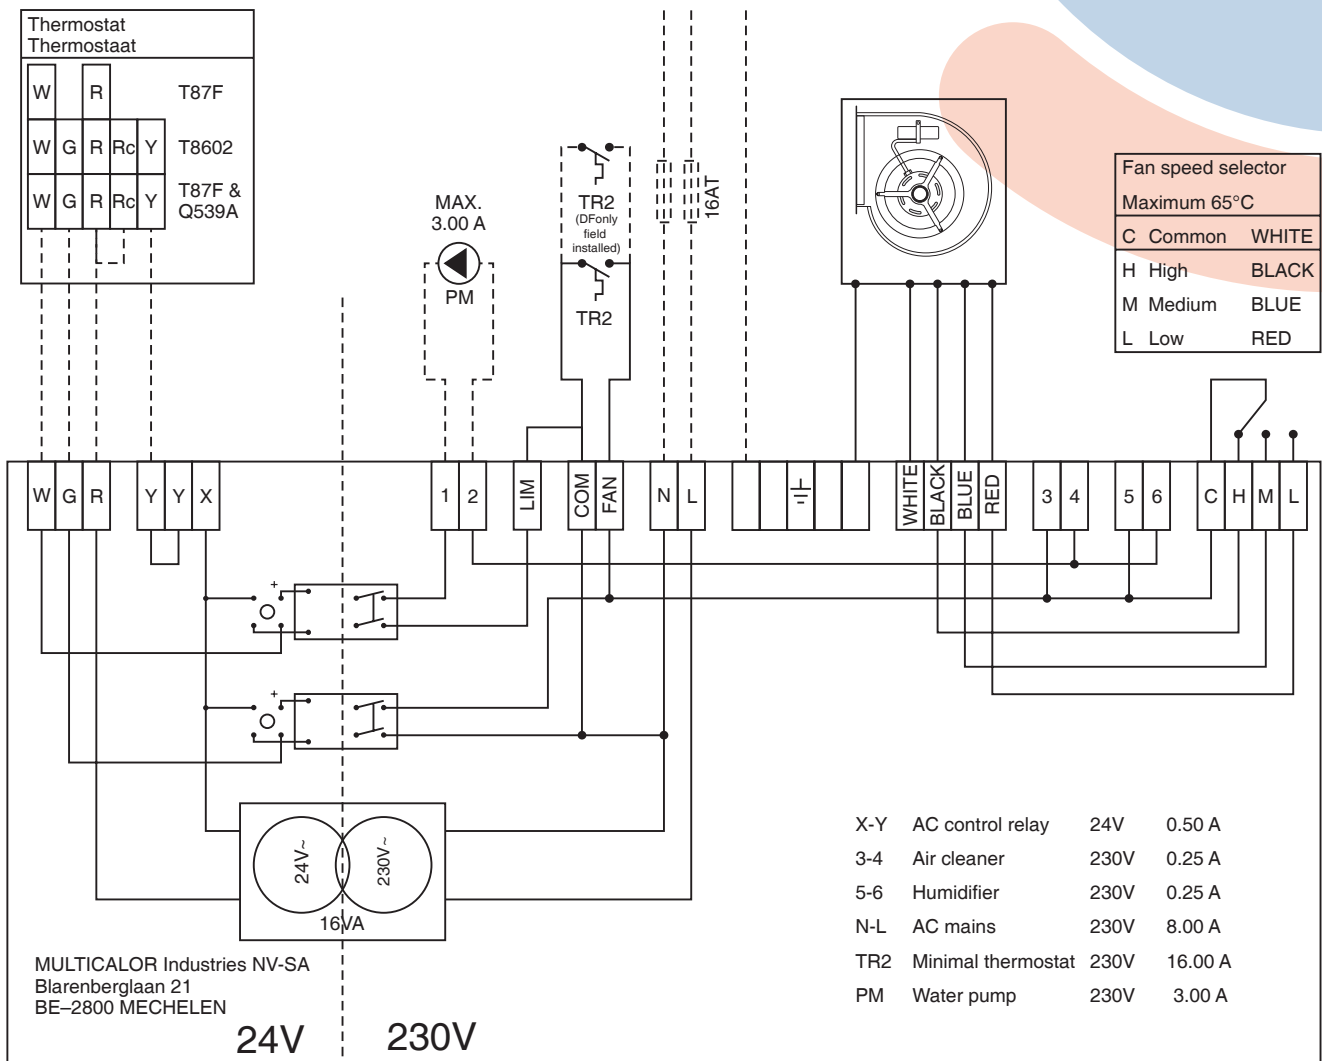 Thermostat
Thermostaat
W R T87F
W G R Rc Y T8602
W G R Rc Y T87F &
Q539A
MAX.
3.00 A
PM
TR2
(DFonly
field
installed)
TR2
16AT
Fan speed selector
Maximum 65°C
C Common WHITE
H High BLACK
M Medium BLUE
L Low RED
W G R Y Y X 1 2 LIM COM FAN N L WHITE BLACK BLUE RED 3 4 5 6 C H M L
+
+
24V~ 230V~
16VA
X-Y AC control relay 24V 0.50 A
3-4 Air cleaner 230V 0.25 A
5-6 Humidifier 230V 0.25 A
N-L AC mains 230V 8.00 A
TR2 Minimal thermostat 230V 16.00 A
PM Water pump 230V 3.00 A
MULTICALOR Industries NV-SA
Blarenberglaan 21
BE–2800 MECHELEN
24V 230V